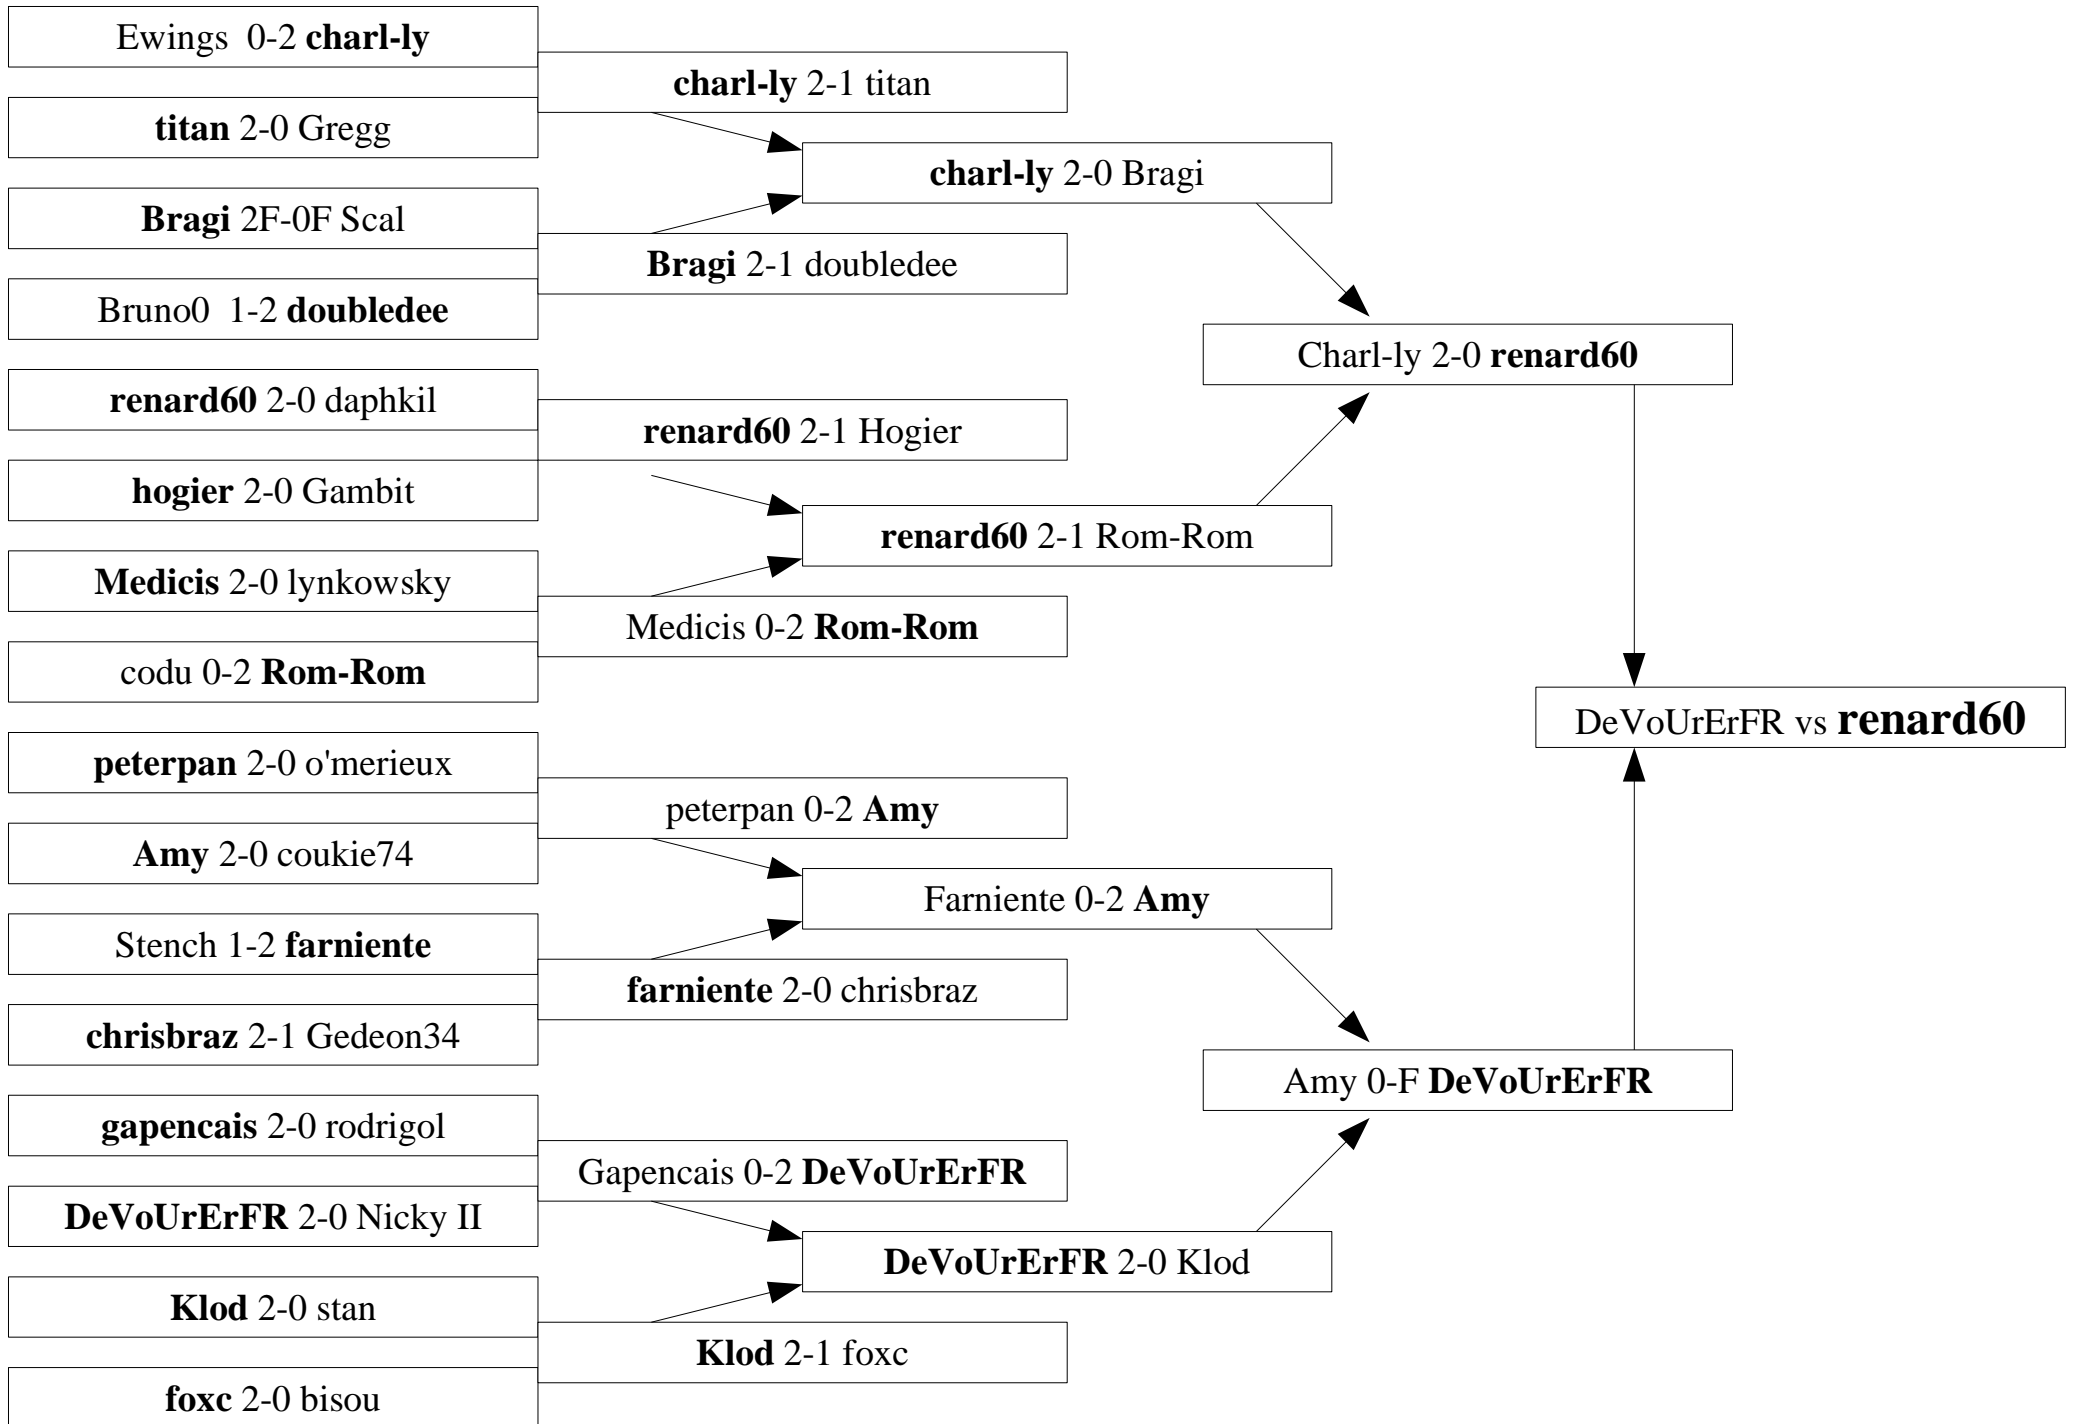 Ewings  0-2 charl-ly
titan 2-0 Gregg
Bragi 2F-0F Scal
Bruno0  1-2 doubledee
renard60 2-0 daphkil
hogier 2-0 Gambit
Medicis 2-0 lynkowsky
codu 0-2 Rom-Rom
peterpan 2-0 o'merieux
Amy 2-0 coukie74
Stench 1-2 farniente
chrisbraz 2-1 Gedeon34
gapencais 2-0 rodrigol
DeVoUrErFR 2-0 Nicky II
Klod 2-0 stan
foxc 2-0 bisou
charl-ly 2-1 titan
Bragi 2-1 doubledee
renard60 2-1 Hogier
Medicis 0-2 Rom-Rom
peterpan 0-2 Amy
farniente 2-0 chrisbraz
Gapencais 0-2 DeVoUrErFR
Klod 2-1 foxc
charl-ly 2-0 Bragi
renard60 2-1 Rom-Rom
Farniente 0-2 Amy
DeVoUrErFR 2-0 Klod
Charl-ly 2-0 renard60
Amy 0-F DeVoUrErFR
DeVoUrErFR vs renard60